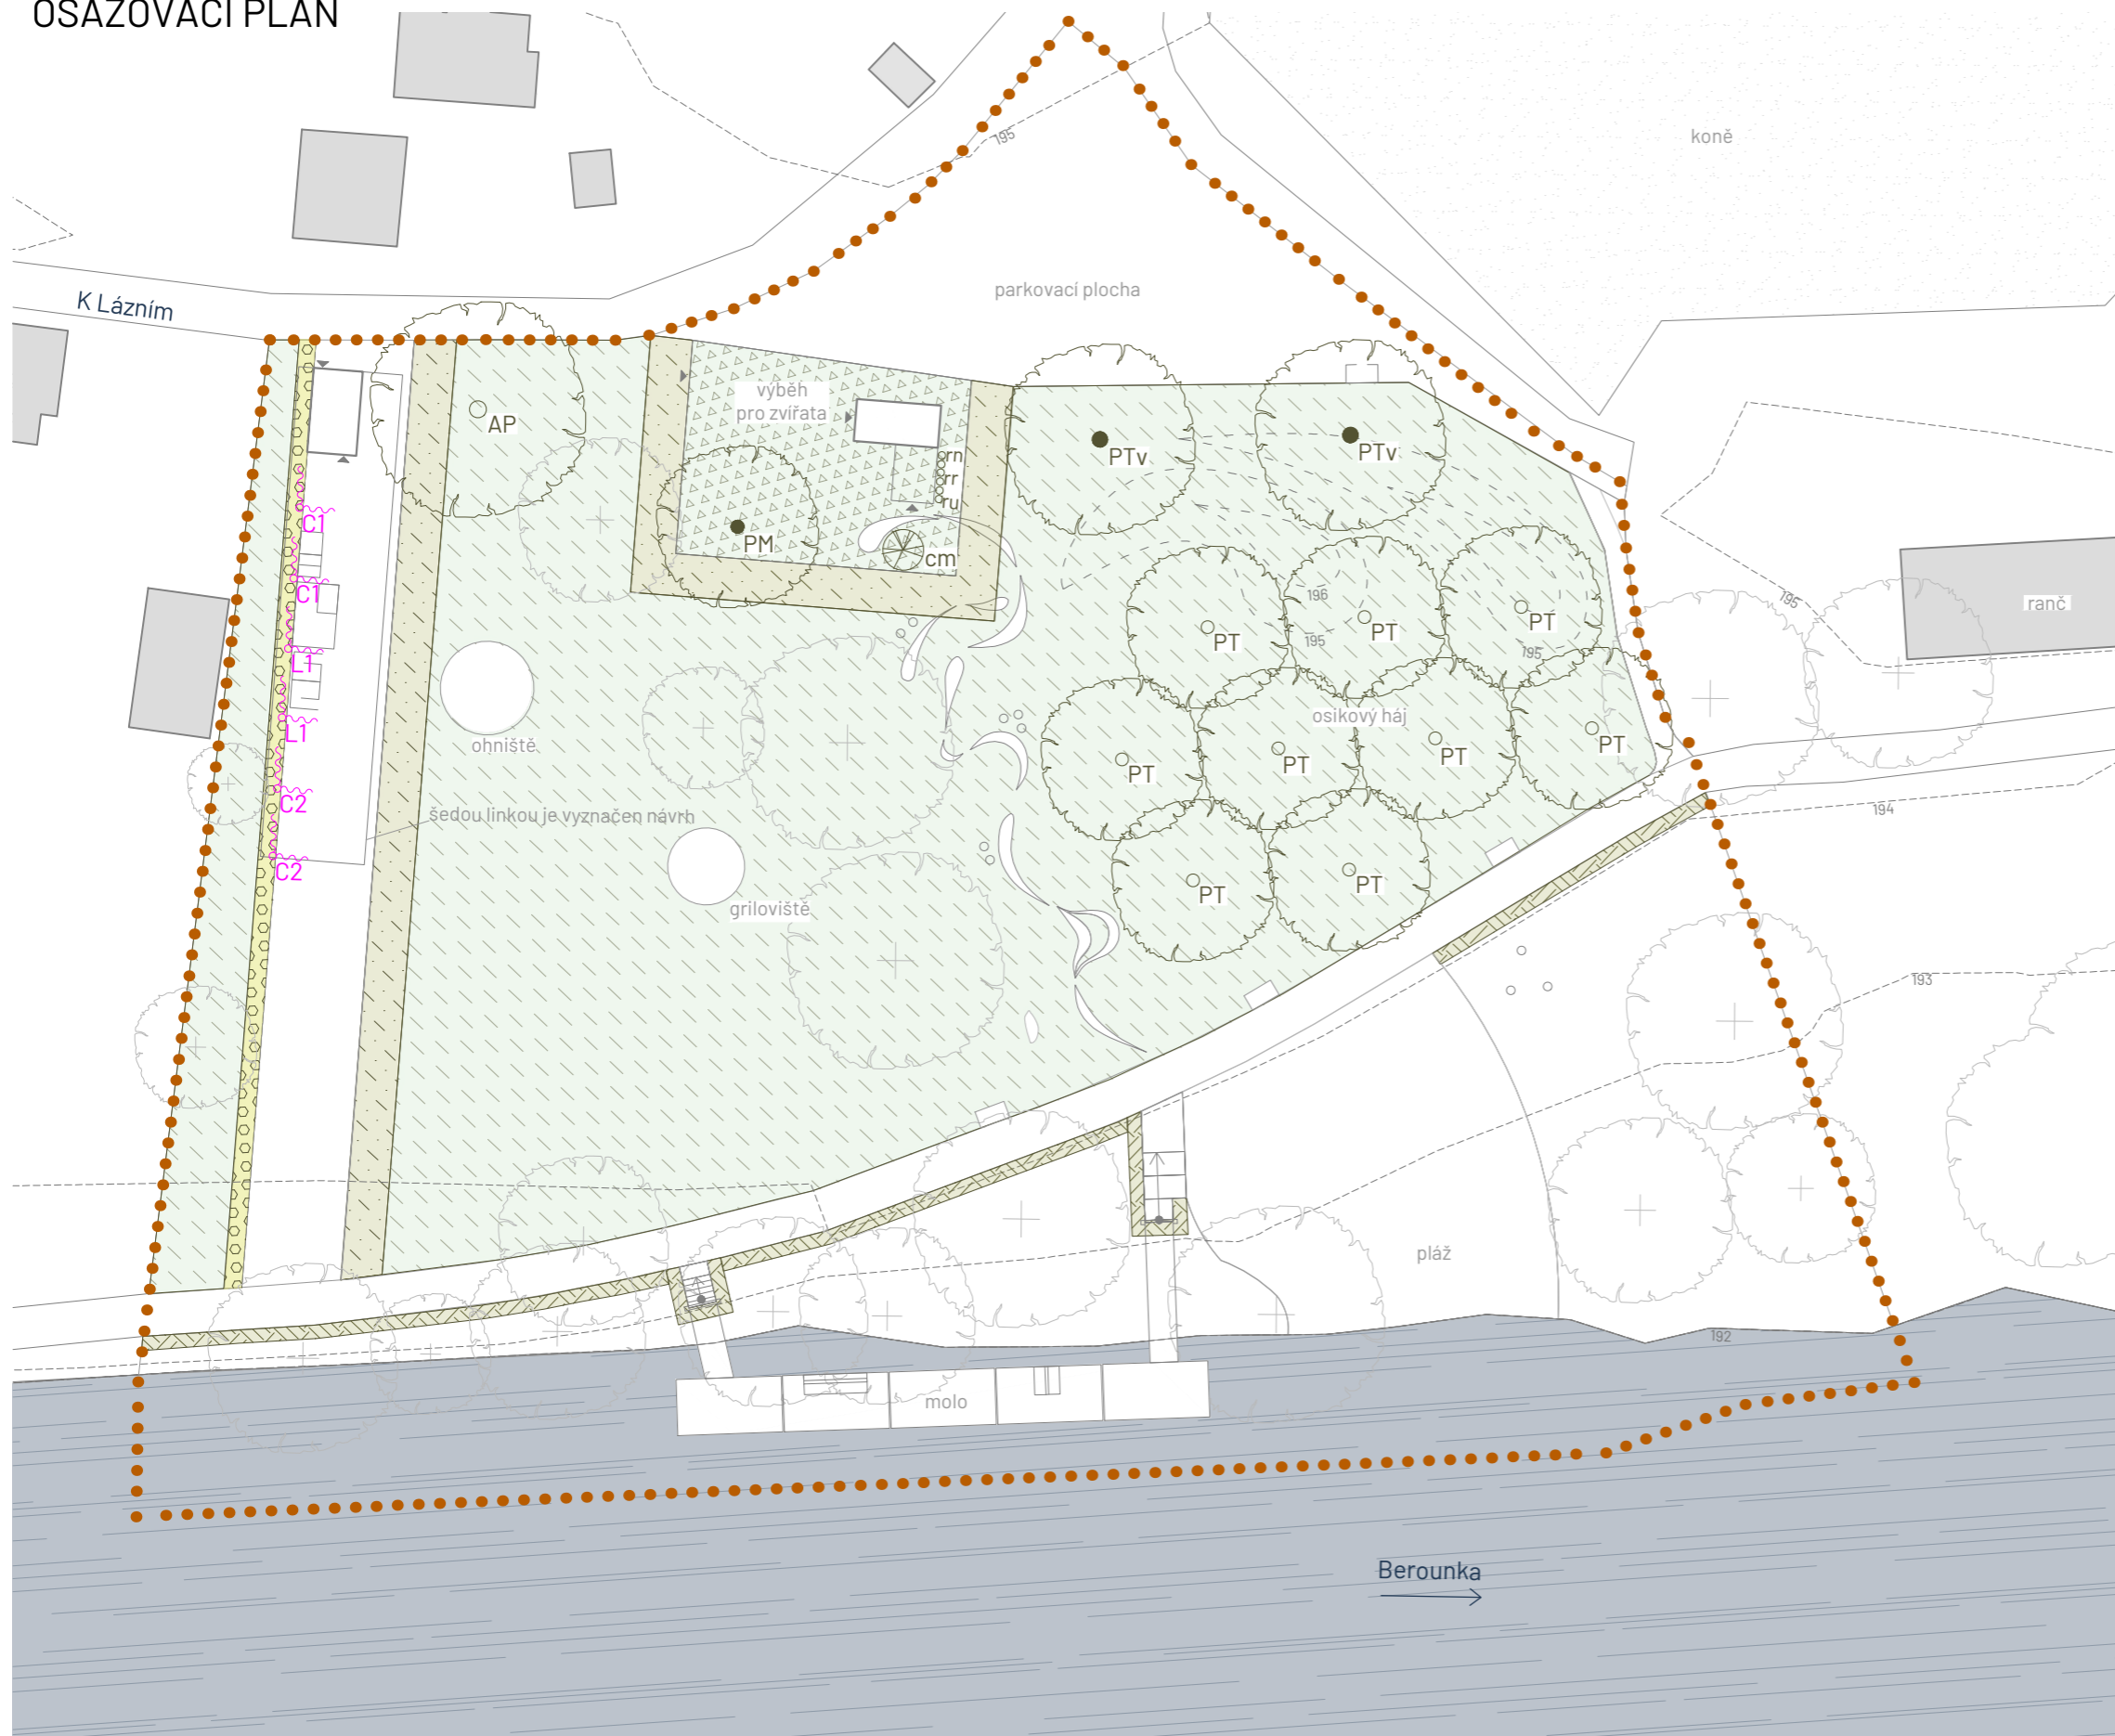 OSAZOVACÍ PLÁN
195
koně
parkovací plocha
K Lázním
výběh
pro zvířata
AP
PTv
PTv
rn
rr
ru
C1
PM
cm
C1
196
195
ranč
195
PT
PT
PT
195
L1
osikový háj
L1
ohniště
PT
PT
PT
PT
C2
šedou linkou je vyznačen návrh
194
C2
PT
PT
griloviště
193
pláž
192
molo
Berounka